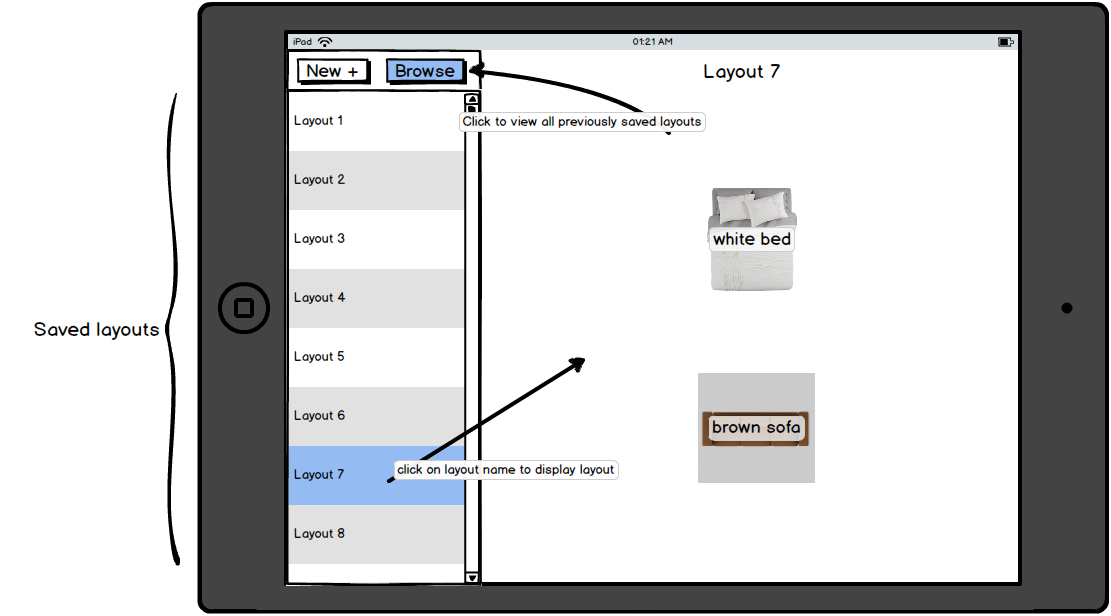 iPad
01:21 AM
New +
Browse
Layout 7
Click to view all previously saved layouts
Layout 1
Layout 2
Layout 3
Layout 4
Layout 5
Layout 6
Layout 7
Layout 8
white bed
Saved layouts
brown sofa
click on layout name to display layout